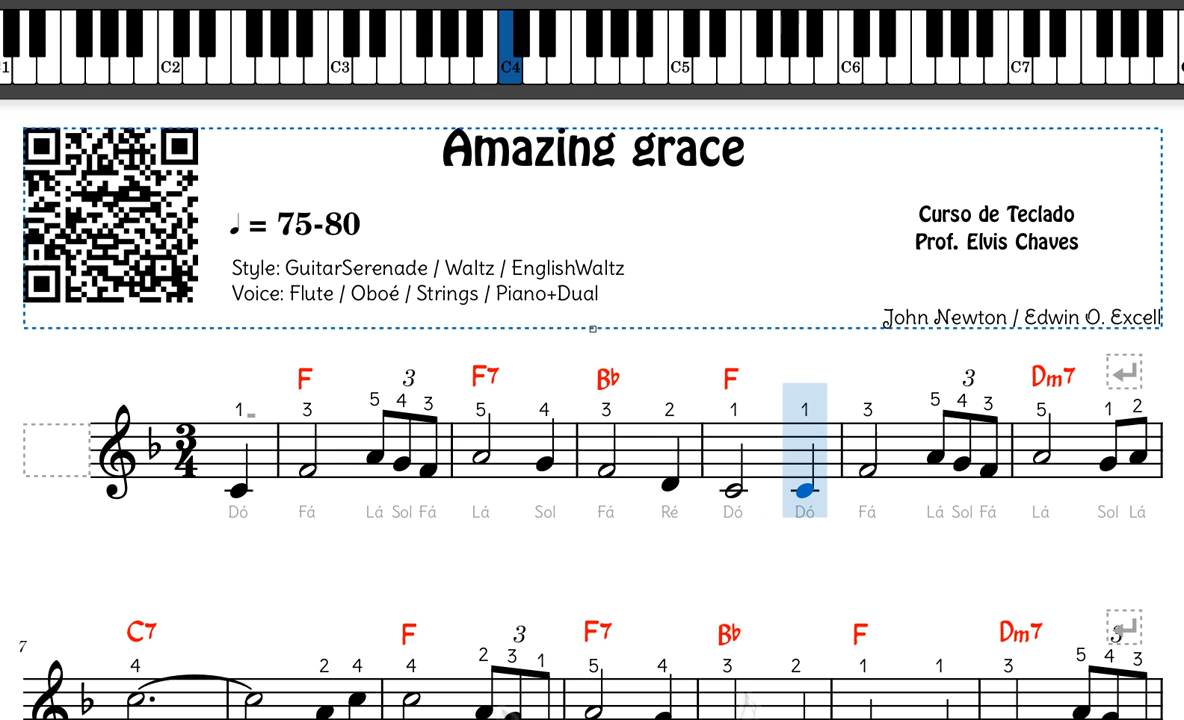 C1 C2 C3 C4 C5 C6 C7
Amazing grace
♩ = 75-80
Curso de Teclado
Prof. Elvis Chaves
Style: GuitarSerenade / Waltz / EnglishWaltz
Voice: Flute / Oboé / Strings / Piano+Dual
John Newton / Edwin O. Excell
F 3 F7 B♭ F 3 Dm7
1 3 5 4 3 5 4 3 2 1 1 3 5 4 3 5 1 2
3 4
Dó Fá Lá Sol Fá Lá Sol Fá Ré Dó Dó Fá Lá Sol Fá Lá Sol Lá
7
C7 F 3 F7 B♭ F Dm7 3
4 2 4 4 2 3 1 5 4 3 2 1 1 3 5 4 3